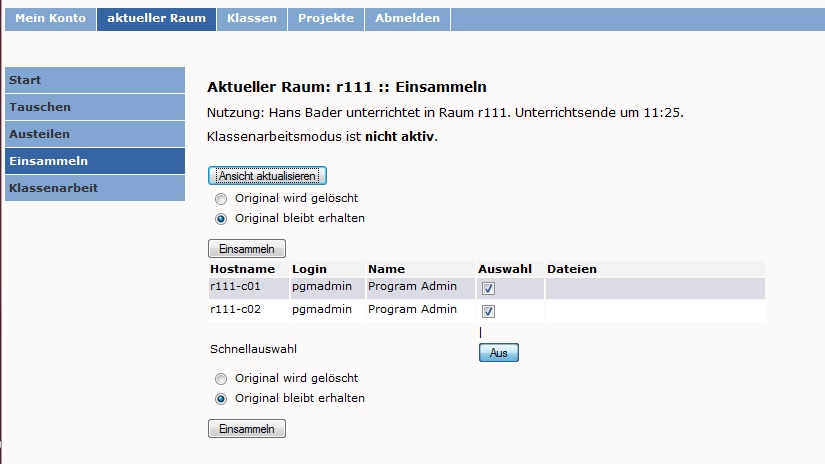 Mein Konto aktueller Raum Klassen Projekte Abmelden
Start
Tauschen
Austeilen
Einsammeln
Klassenarbeit
Aktueller Raum: r111 :: Einsammeln
Nutzung: Hans Bader unterrichtet in Raum r111. Unterrichtsende um 11:25.
Klassenarbeitsmodus ist nicht aktiv.
Ansicht aktualisieren
Original wird gelöscht
Original bleibt erhalten
Einsammeln
Hostname Login Name Auswahl Dateien
r111-c01 pgmadmin Program Admin
r111-c02 pgmadmin Program Admin
|
Schnellauswahl Aus
Original wird gelöscht
Original bleibt erhalten
Einsammeln